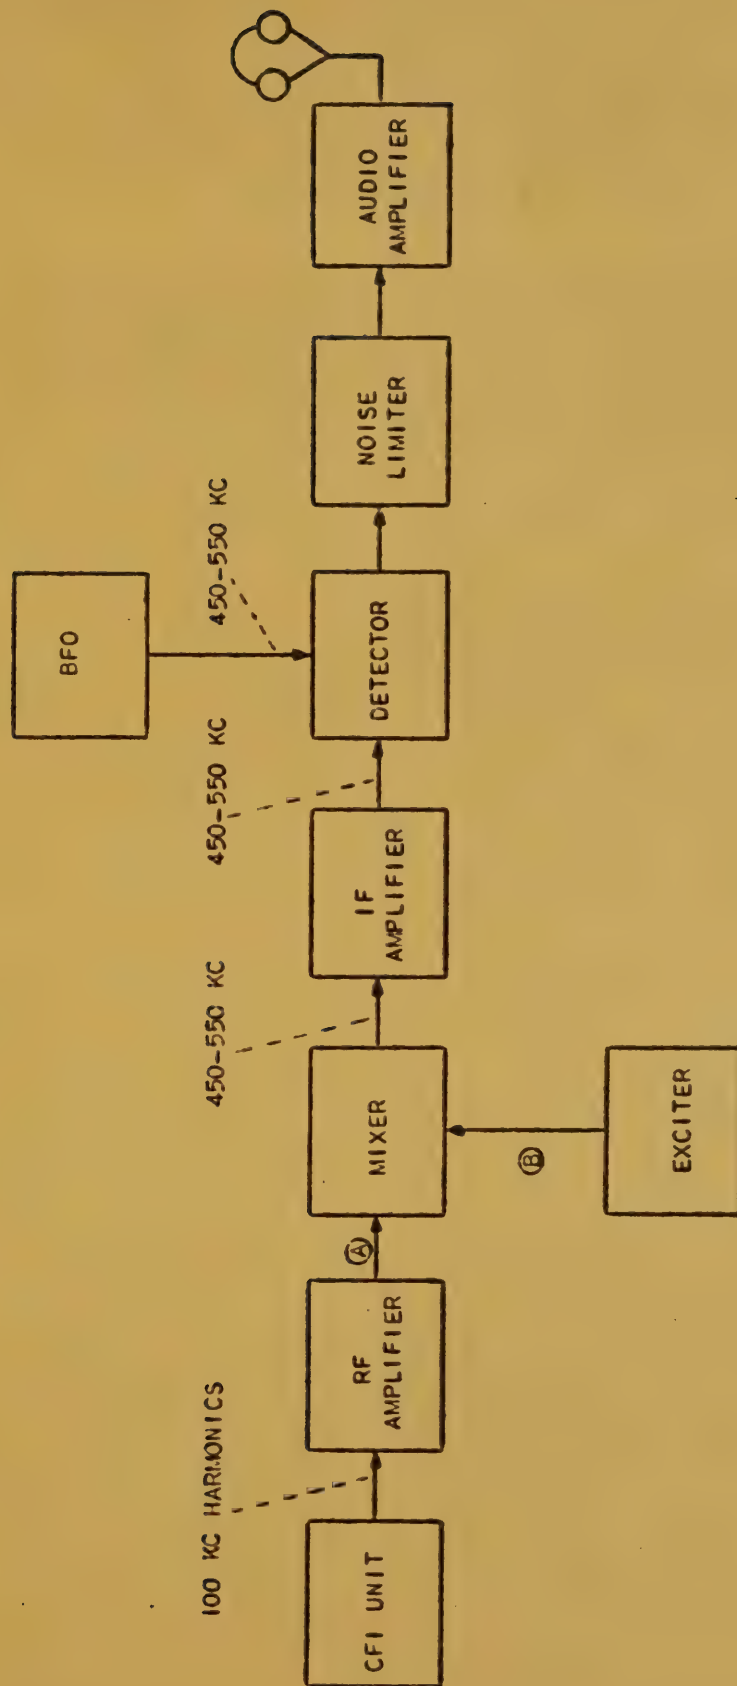 BFO
450-550 KC
450-550 KC
450-550 KC
100 KC HARMONICS
CFI UNIT
RF
AMPLIFIER
Ⓐ
MIXER
IF
AMPLIFIER
DETECTOR
NOISE
LIMITER
AUDIO
AMPLIFIER
Ⓑ
EXCITER